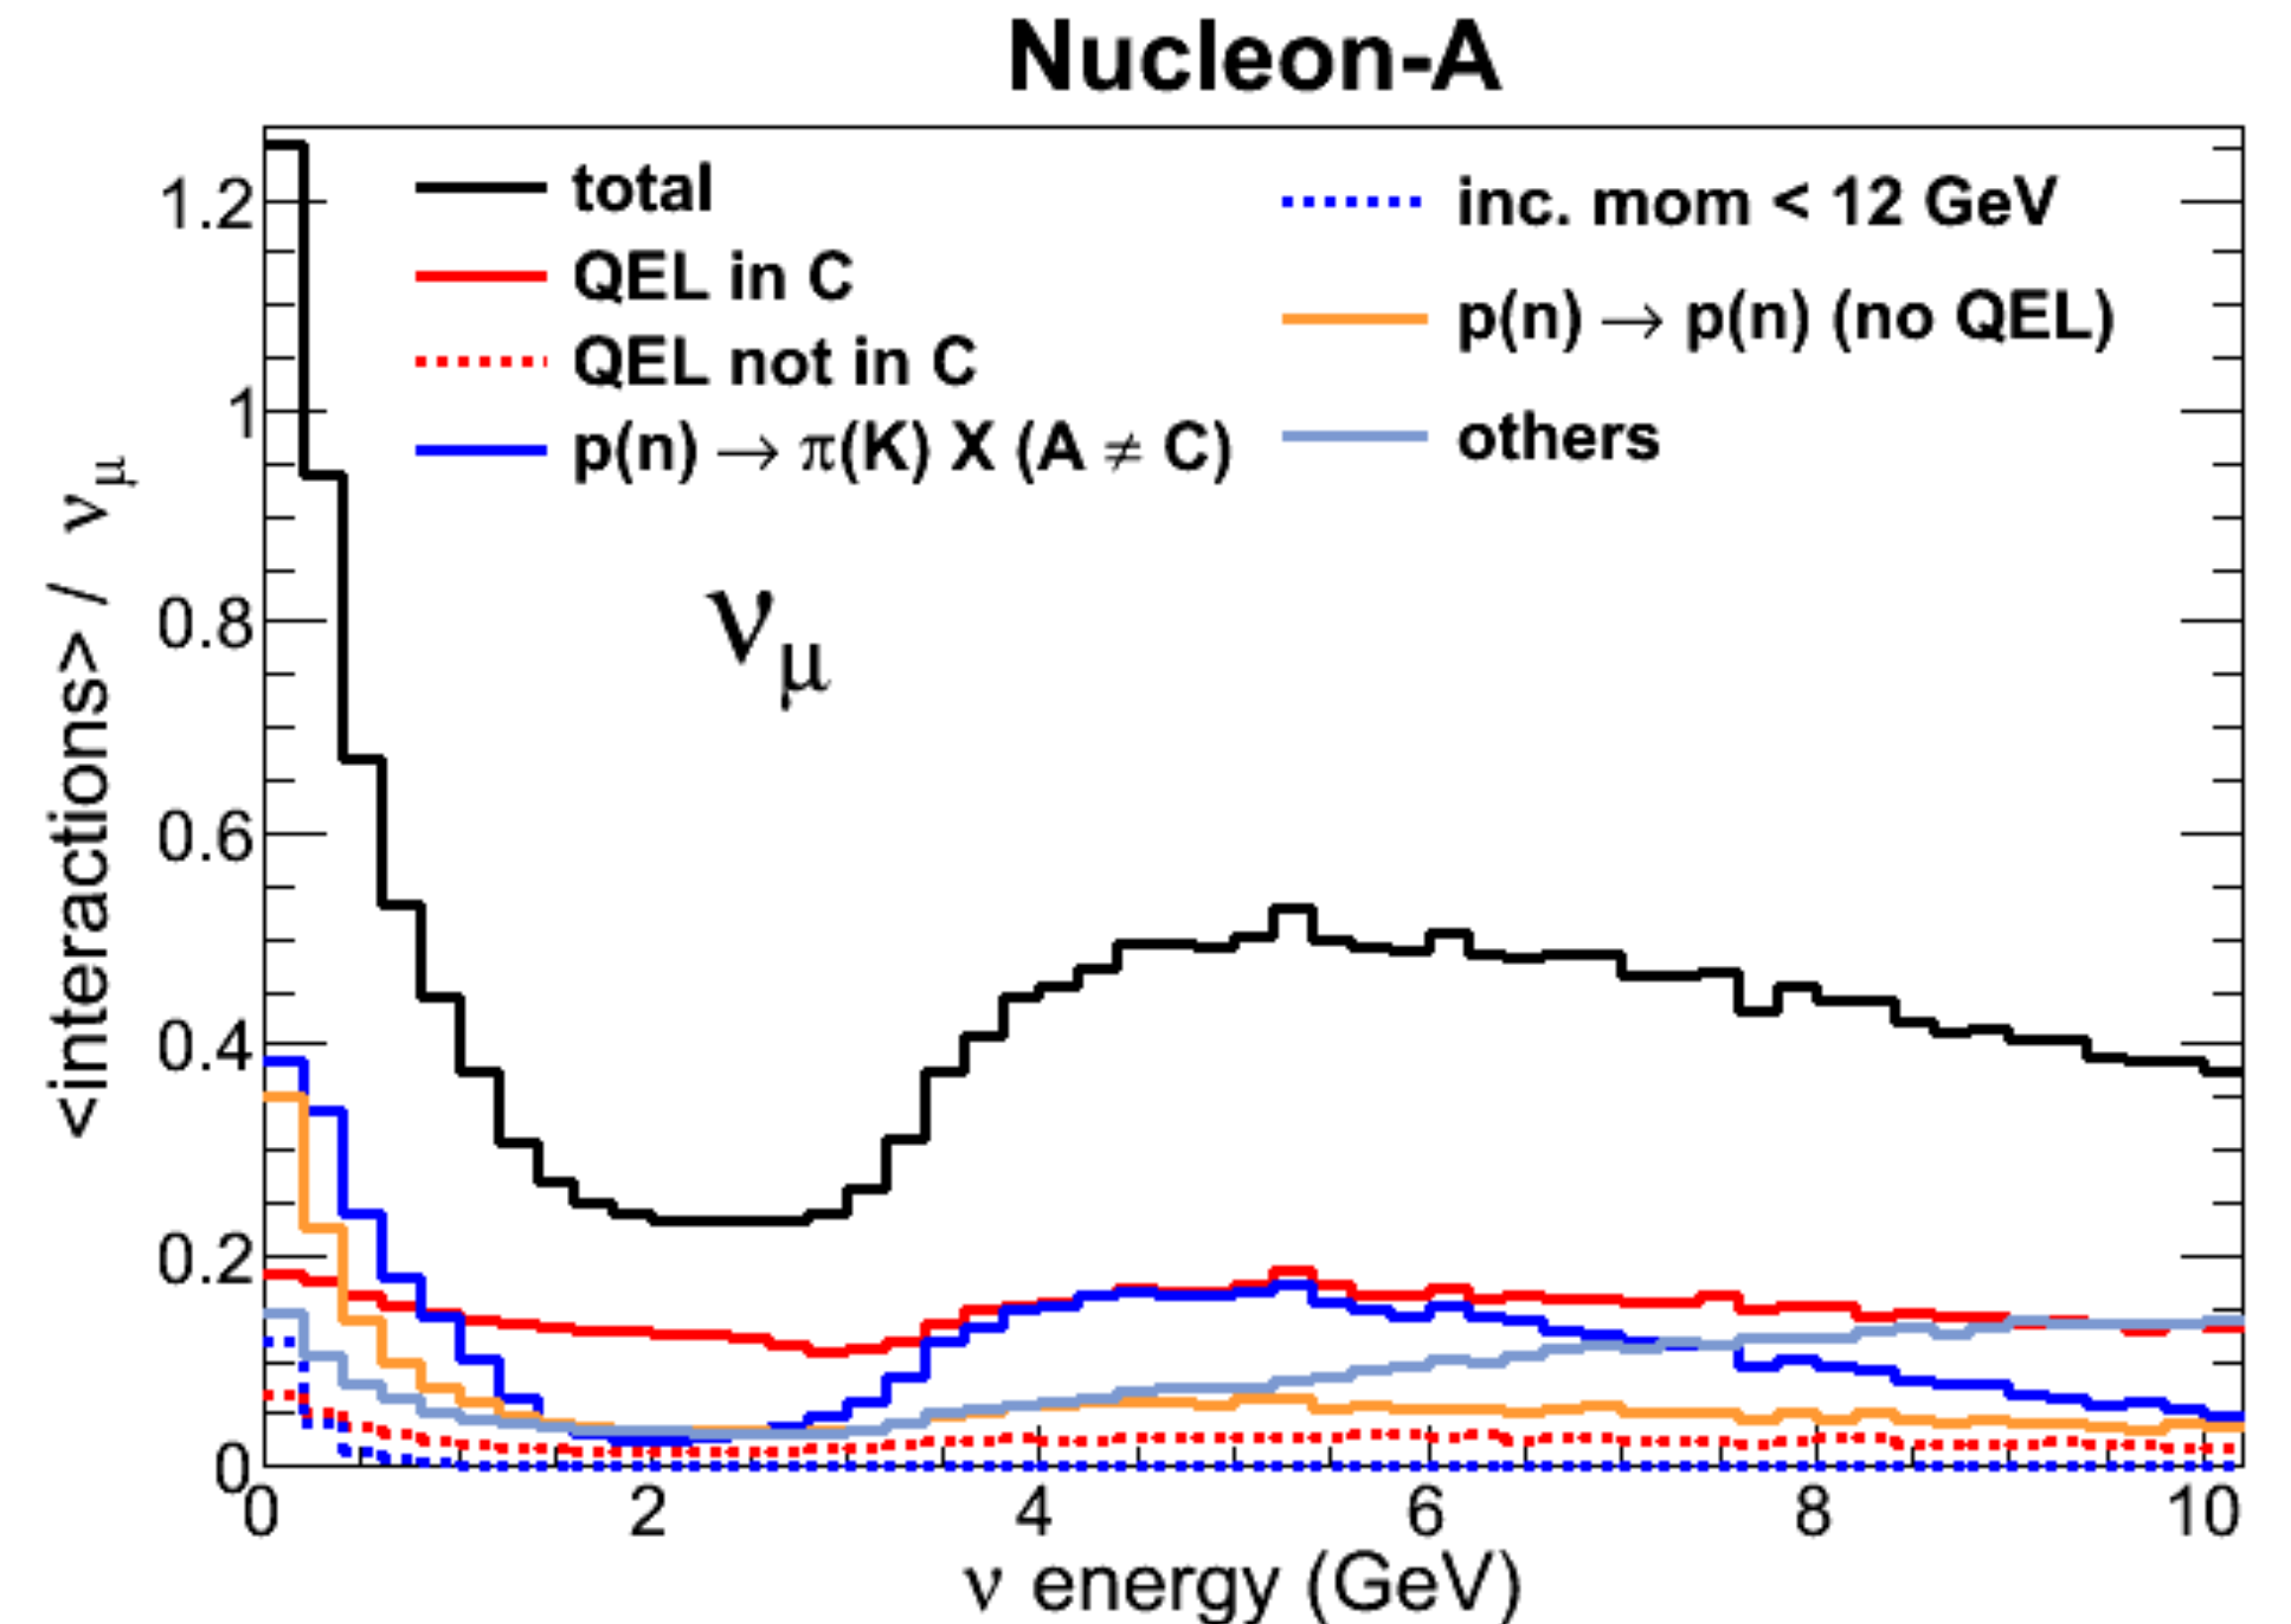 Nucleon-A
total
QEL in C
QEL not in C
p(n) → π(K) X (A ≠ C)
inc. mom < 12 GeV
p(n) → p(n) (no QEL)
others
νμ
<interactions> / νμ
1.2
1
0.8
0.6
0.4
0.2
0
0 2 4 6 8 10
ν energy (GeV)